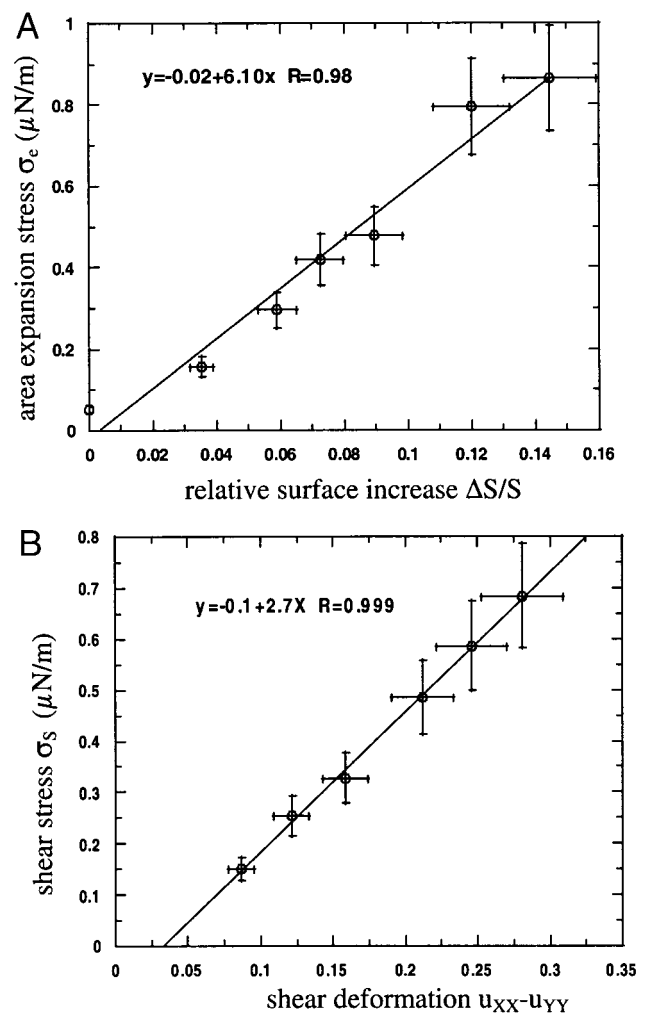 A
1
0.8
0.6
0.4
0.2
0
area expansion stress σe (μN/m)
y=-0.02+6.10x R=0.98
0 0.02 0.04 0.06 0.08 0.1 0.12 0.14 0.16
relative surface increase ΔS/S
B
0.8
0.7
0.6
0.5
0.4
0.3
0.2
0.1
0
shear stress σS (μN/m)
y=-0.1+2.7X R=0.999
0 0.05 0.1 0.15 0.2 0.25 0.3 0.35
shear deformation uXX-uYY